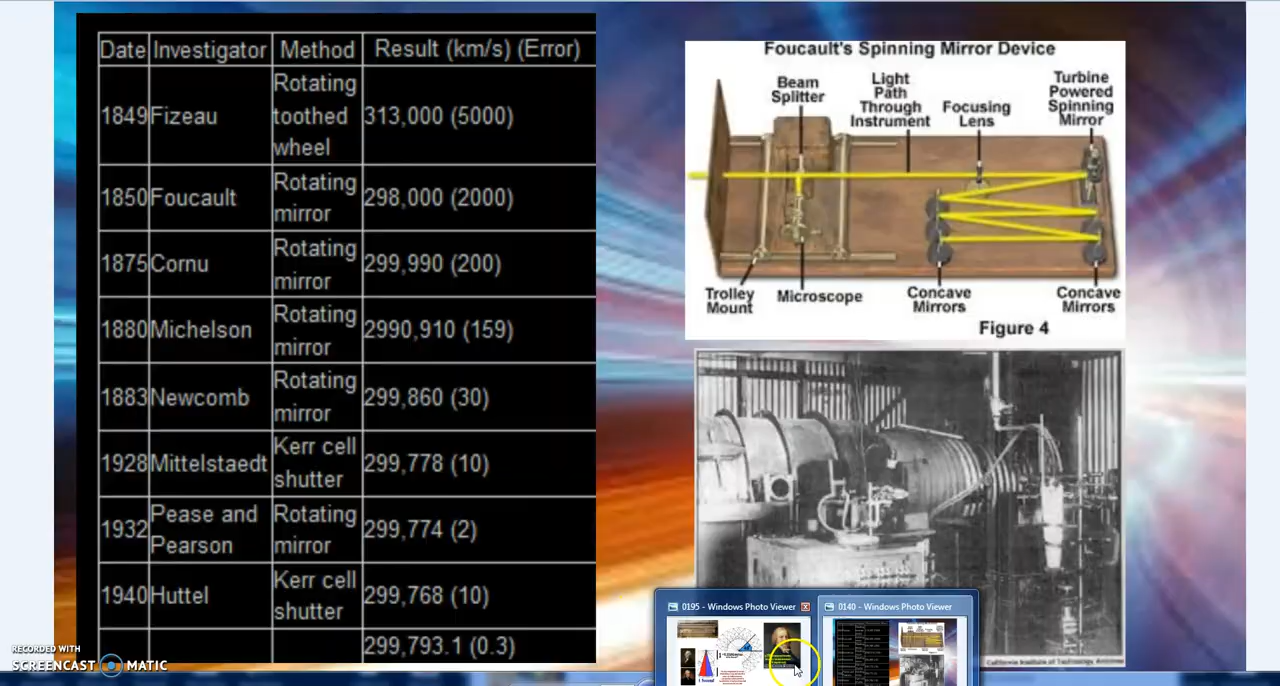 Date Investigator Method Result (km/s) (Error)
1849 Fizeau Rotating toothed wheel 313,000 (5000)
1850 Foucault Rotating mirror 298,000 (2000)
1875 Cornu Rotating mirror 299,990 (200)
1880 Michelson Rotating mirror 2990,910 (159)
1883 Newcomb Rotating mirror 299,860 (30)
1928 Mittelstaedt Kerr cell shutter 299,778 (10)
1932 Pease and Pearson Rotating mirror 299,774 (2)
1940 Huttel Kerr cell shutter 299,768 (10)
299,793.1 (0.3)
Foucault's Spinning Mirror Device
Beam
Splitter
Light
Path
Through
Instrument
Focusing
Lens
Turbine
Powered
Spinning
Mirror
Trolley
Mount
Microscope
Concave
Mirrors
Concave
Mirrors
Figure 4
California Institute of Technology Archives
0195 - Windows Photo Viewer
0140 - Windows Photo Viewer
RECORDED WITH
SCREENCAST MATIC